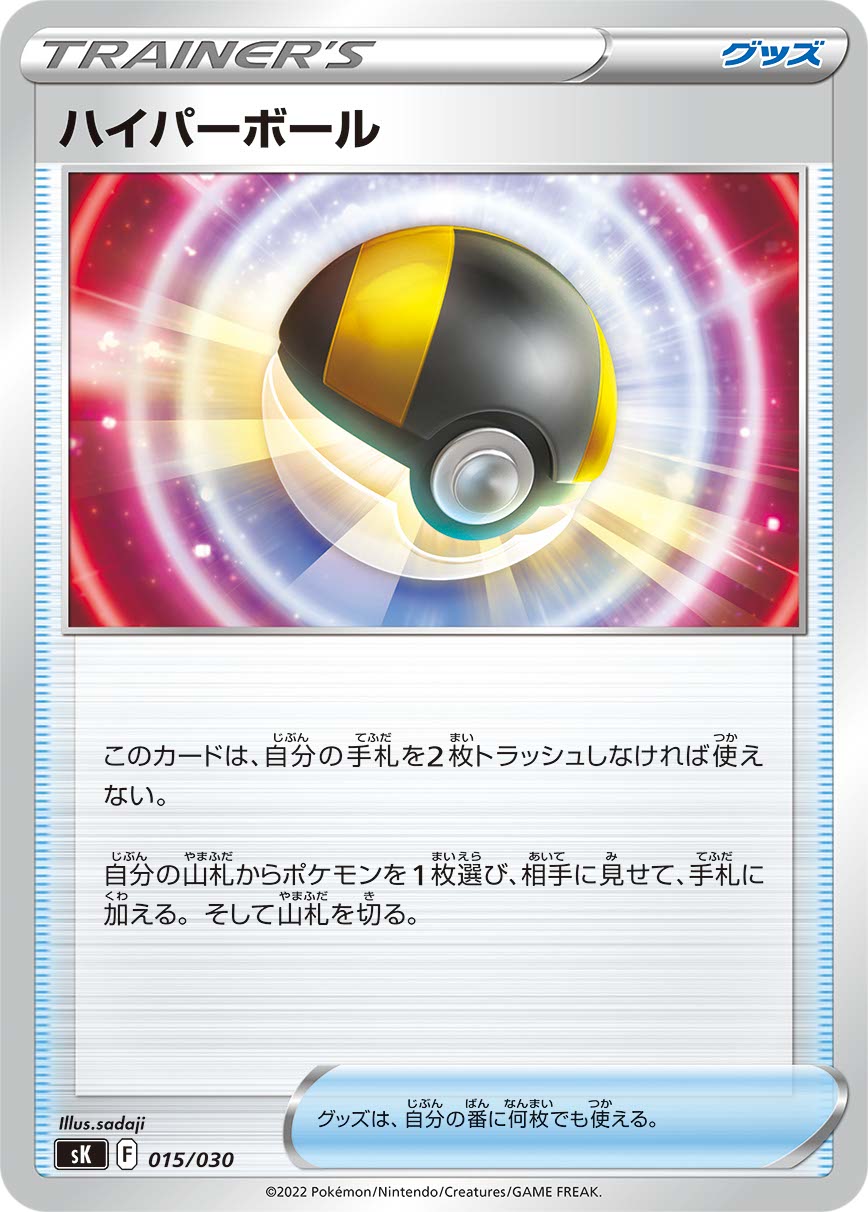 TRAINER'S
グッズ
ハイパーボール
このカードは、自分の手札を2枚トラッシュしなければ使え
ない。
自分の山札からポケモンを1枚選び、相手に見せて、手札に
加える。そして山札を切る。
グッズは、自分の番に何枚でも使える。
Illus.sadaji
sK F 015/030
©2022 Pokémon/Nintendo/Creatures/GAME FREAK.